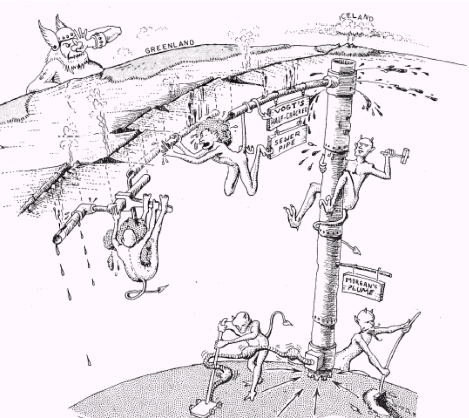 GREENLAND
ICELAND
VOGT'S
HALF-CRACKED
SEWER
PIPE
MORGAN'S
PLUME